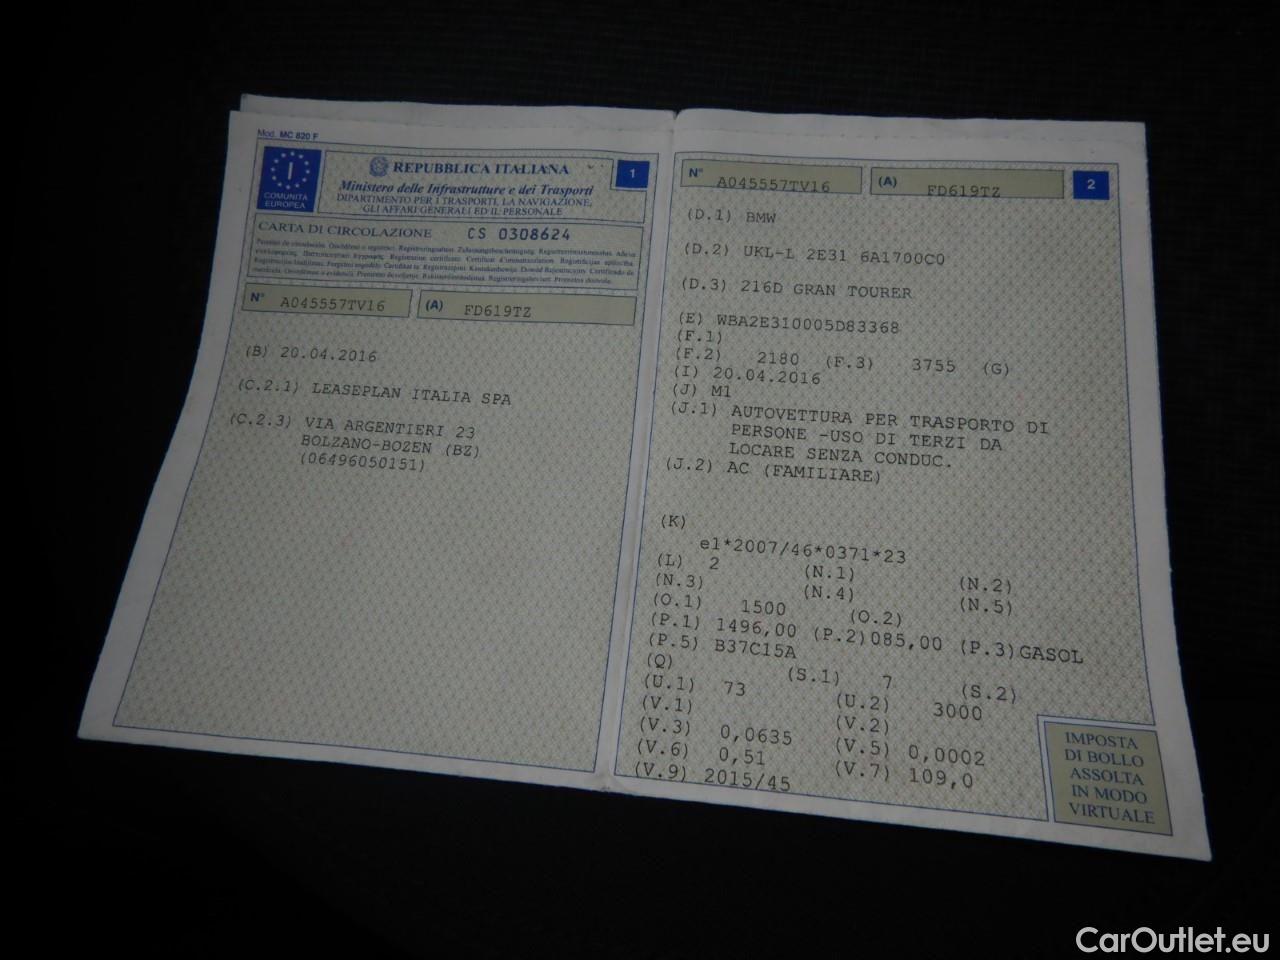 Mod. MC 820 F
I
COMUNITÀ
EUROPEA
REPUBBLICA ITALIANA
1
Ministero delle Infrastrutture e dei Trasporti
DIPARTIMENTO PER I TRASPORTI, LA NAVIGAZIONE,
GLI AFFARI GENERALI ED IL PERSONALE
CARTA DI CIRCOLAZIONE CS 0308624
N° A045557TV16 (A) FD619TZ
(B) 20.04.2016
(C.2.1) LEASEPLAN ITALIA SPA
(C.2.3) VIA ARGENTIERI 23
BOLZANO-BOZEN (BZ)
(06496050151)
N° A045557TV16 (A) FD619TZ 2
(D.1) BMW
(D.2) UKL-L 2E31 6A1700C0
(D.3) 216D GRAN TOURER
(E) WBA2E310005D83368
(F.1)
(F.2) 2180 (F.3) 3755 (G)
(I) 20.04.2016
(J) M1
(J.1) AUTOVETTURA PER TRASPORTO DI
PERSONE -USO DI TERZI DA
LOCARE SENZA CONDUC.
(J.2) AC (FAMILIARE)
(K)
e1*2007/46*0371*23
(L) 2 (N.1) (N.2)
(N.3) (N.4) (N.5)
(O.1) 1500 (O.2)
(P.1) 1496,00 (P.2)085,00 (P.3)GASOL
(P.5) B37C15A
(Q) (S.1) 7 (S.2)
(U.1) 73 (U.2) 3000
(V.1) (V.2)
(V.3) 0,0635 (V.5) 0,0002
(V.6) 0,51 (V.7) 109,0
(V.9) 2015/45
IMPOSTA
DI BOLLO
ASSOLTA
IN MODO
VIRTUALE
CarOutlet.eu